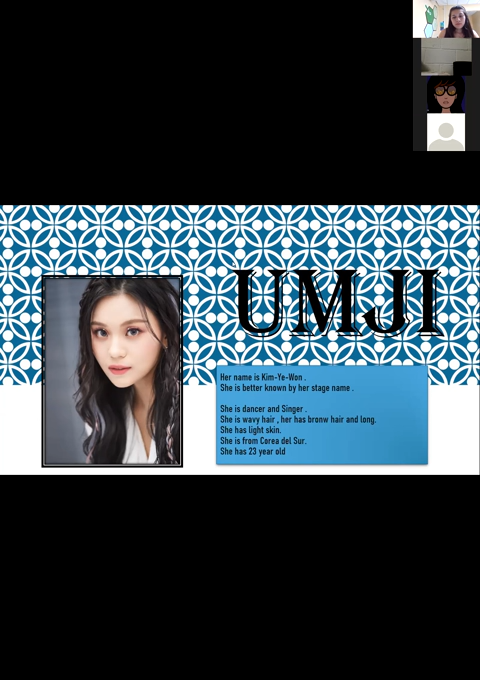 UMJI
Her name is Kim-Ye-Won .
She is better known by her stage name .
She is dancer and Singer .
She is wavy hair , her has bronw hair and long.
She has light skin.
She is from Corea del Sur.
She has 23 year old